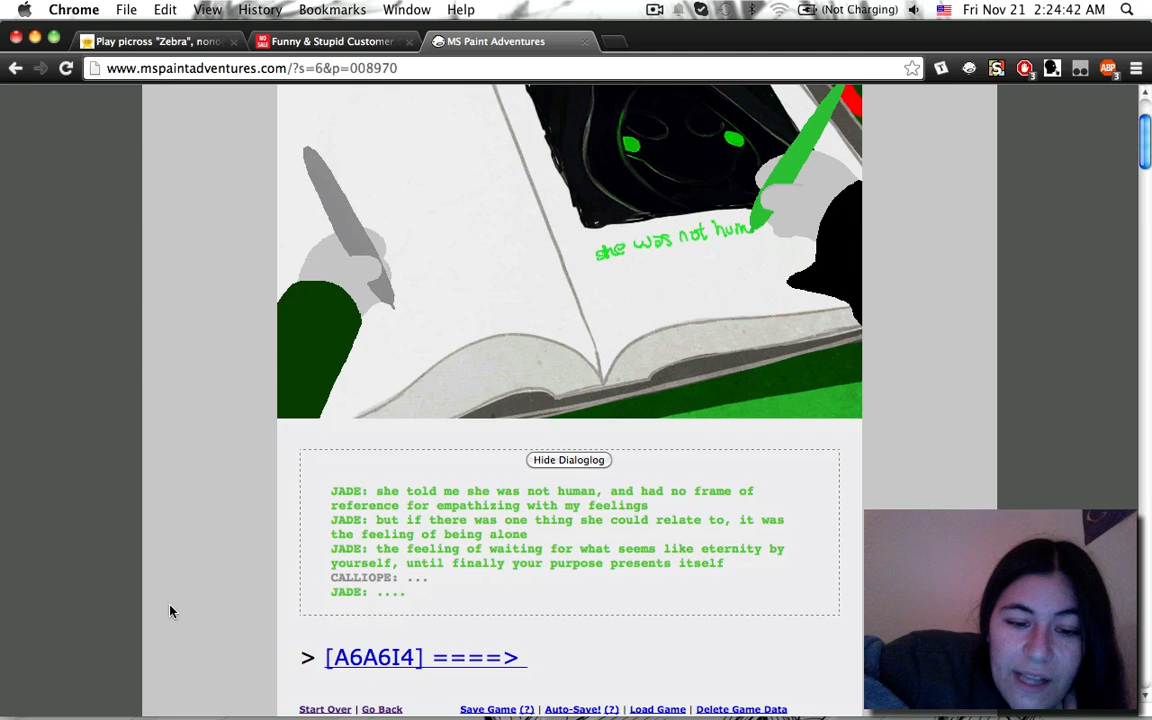 Chrome File Edit View History Bookmarks Window Help (Not Charging) Fri Nov 21 2:24:42 AM
Play picross "Zebra", nono NO SALE Funny & Stupid Customer MS Paint Adventures
www.mspaintadventures.com/?s=6&p=008970 T S 3 ABP 3
she was not hum
Hide Dialoglog
JADE: she told me she was not human, and had no frame of
reference for empathizing with my feelings
JADE: but if there was one thing she could relate to, it was
the feeling of being alone
JADE: the feeling of waiting for what seems like eternity by
yourself, until finally your purpose presents itself
CALLIOPE: ...
JADE: ....
> [A6A6I4] ====>
Start Over | Go Back Save Game (?) | Auto-Save! (?) | Load Game | Delete Game Data